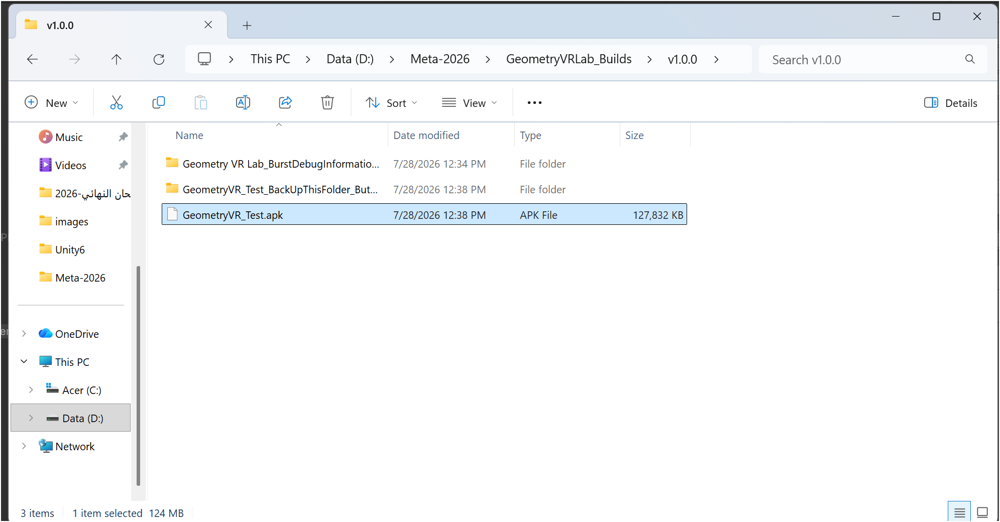 v1.0.0
This PC > Data (D:) > Meta-2026 > GeometryVRLab_Builds > v1.0.0 >
Search v1.0.0
New
Sort
View
Details
Name
Date modified
Type
Size
Geometry VR Lab_BurstDebugInformatio... 7/28/2026 12:34 PM File folder
GeometryVR_Test_BackUpThisFolder_But... 7/28/2026 12:38 PM File folder
GeometryVR_Test.apk 7/28/2026 12:38 PM APK File 127,832 KB
Music
Videos
حان النهائي-2026
images
Unity6
Meta-2026
OneDrive
This PC
Acer (C:)
Data (D:)
Network
3 items
1 item selected 124 MB